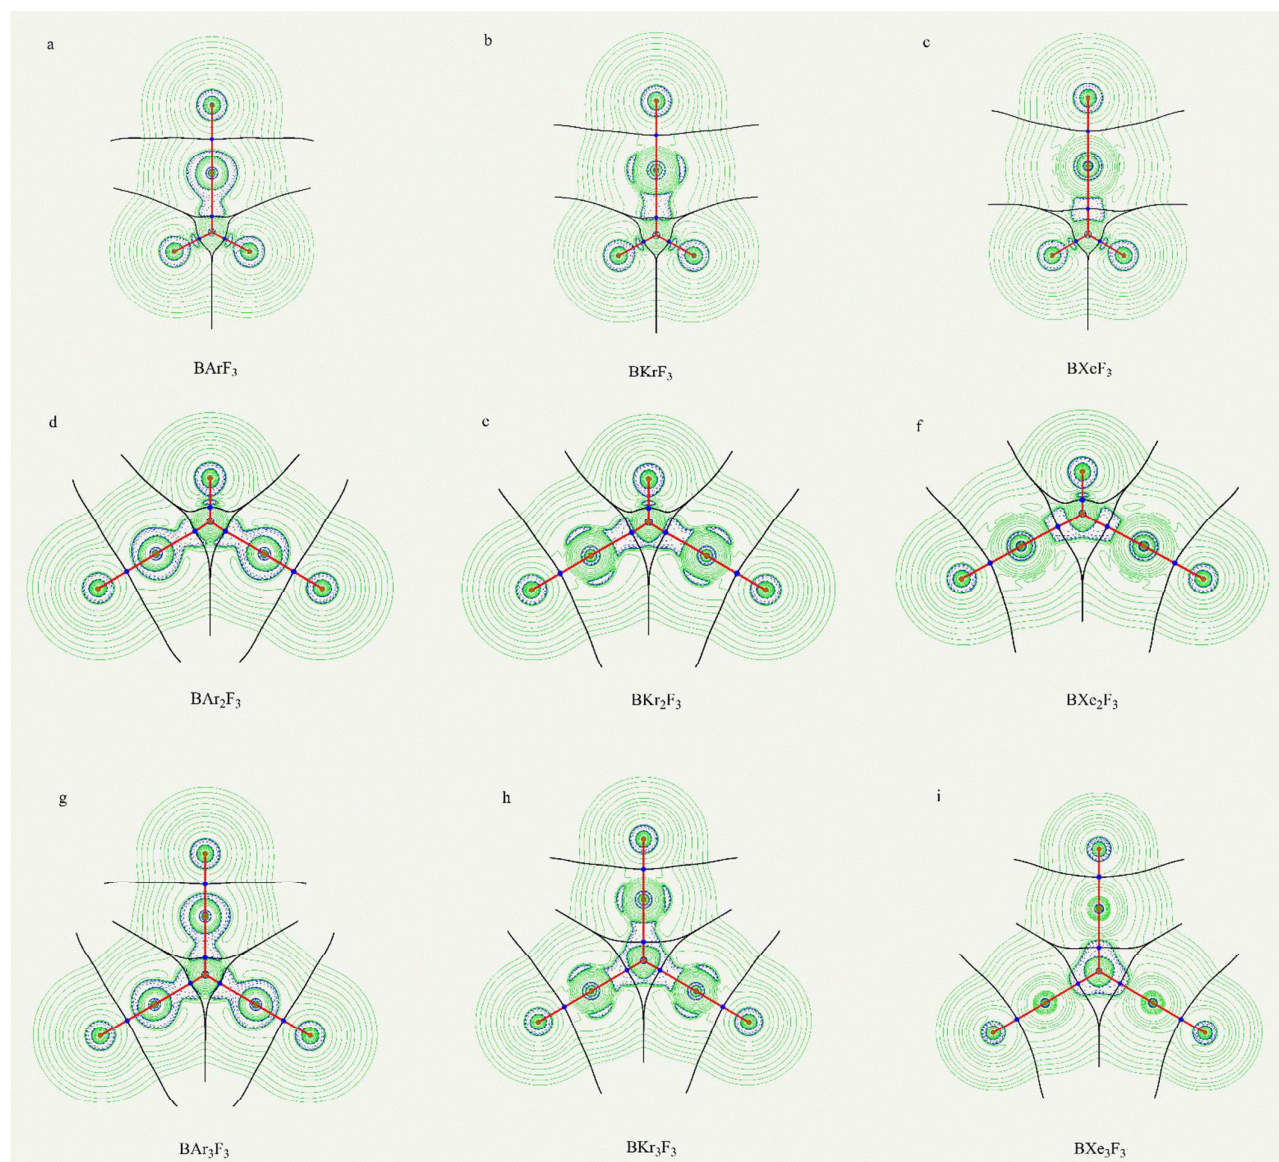 a
b
c
BArF₃
BKrF₃
BXeF₃
d
e
f
BAr₂F₃
BKr₂F₃
BXe₂F₃
g
h
i
BAr₃F₃
BKr₃F₃
BXe₃F₃